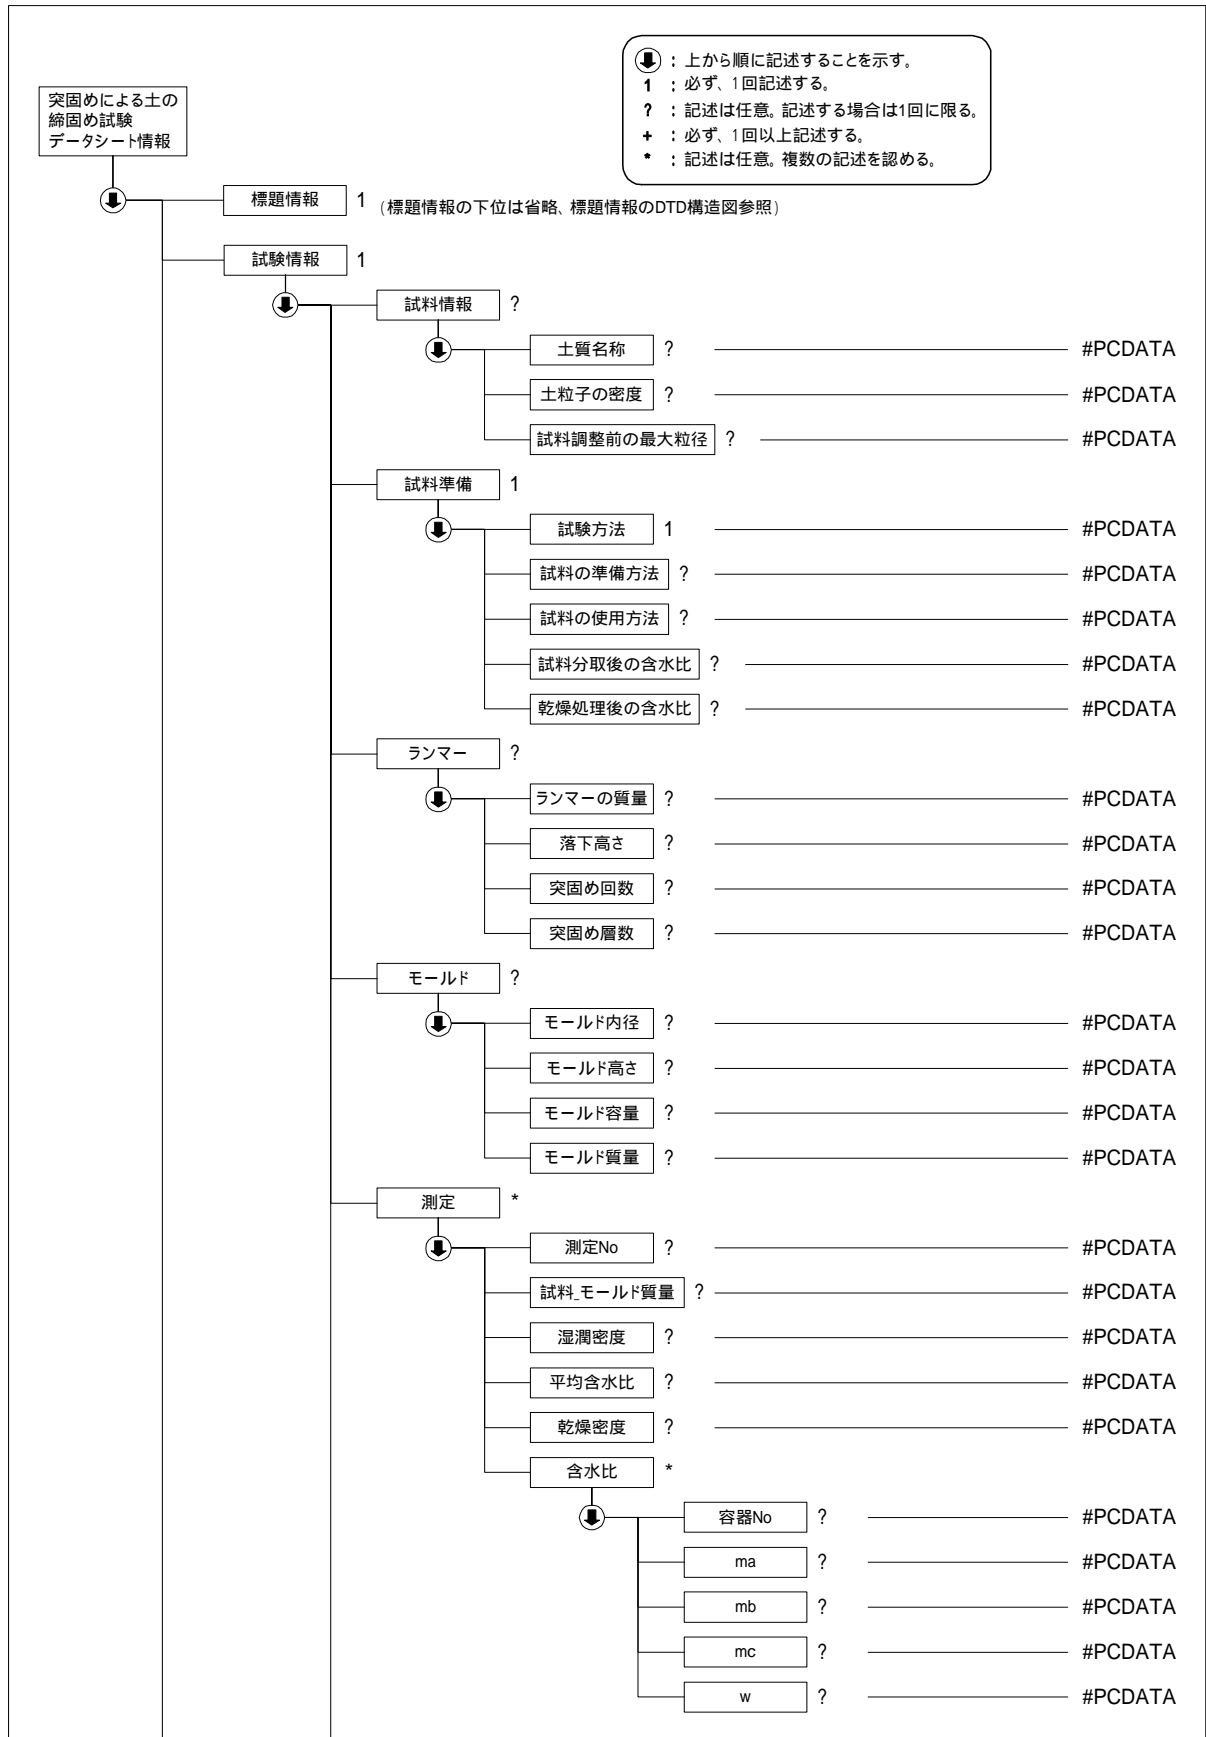 : 上から順に記述することを示す。
1 : 必ず、1回記述する。
? : 記述は任意。記述する場合は1回に限る。
+ : 必ず、1回以上記述する。
* : 記述は任意。複数の記述を認める。
突固めによる土の
締固め試験
データシート情報
標題情報 1 (標題情報の下位は省略、標題情報のDTD構造図参照)
試験情報 1
試料情報 ?
土質名称 ? #PCDATA
土粒子の密度 ? #PCDATA
試料調整前の最大粒径 ? #PCDATA
試料準備 1
試験方法 1 #PCDATA
試料の準備方法 ? #PCDATA
試料の使用方法 ? #PCDATA
試料分取後の含水比 ? #PCDATA
乾燥処理後の含水比 ? #PCDATA
ランマー ?
ランマーの質量 ? #PCDATA
落下高さ ? #PCDATA
突固め回数 ? #PCDATA
突固め層数 ? #PCDATA
モールド ?
モールド内径 ? #PCDATA
モールド高さ ? #PCDATA
モールド容量 ? #PCDATA
モールド質量 ? #PCDATA
測定 *
測定No ? #PCDATA
試料_モールド質量 ? #PCDATA
湿潤密度 ? #PCDATA
平均含水比 ? #PCDATA
乾燥密度 ? #PCDATA
含水比 *
容器No ? #PCDATA
ma ? #PCDATA
mb ? #PCDATA
mc ? #PCDATA
w ? #PCDATA